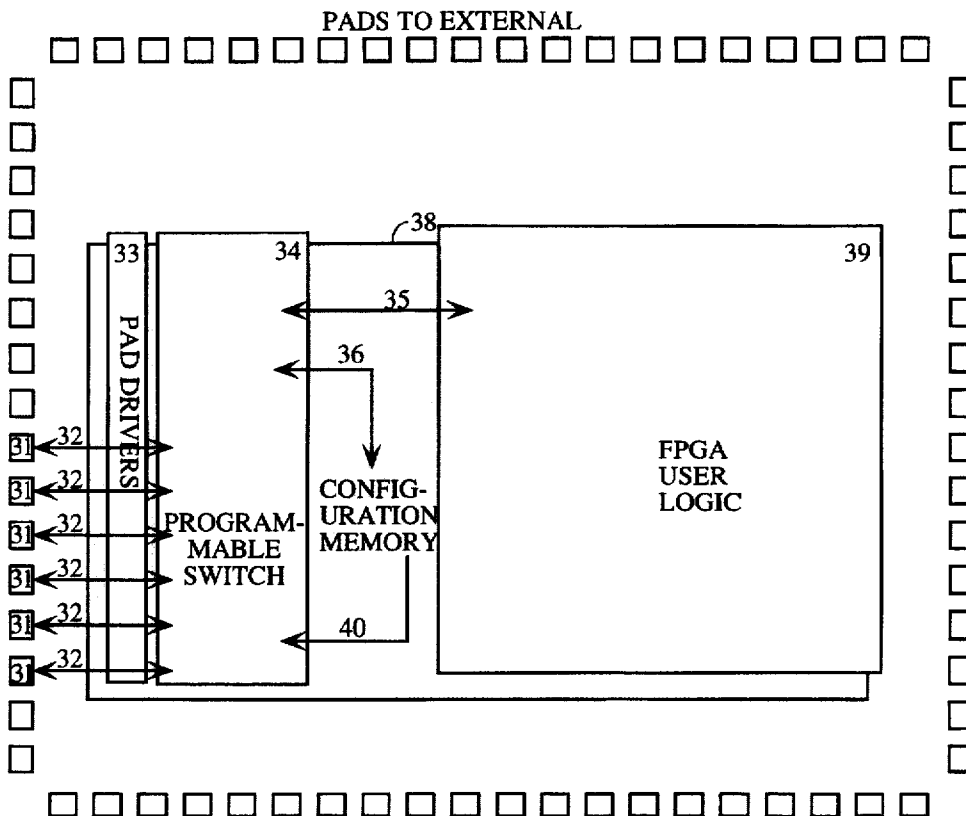 PADS TO EXTERNAL
38
33
34
39
35
PAD DRIVERS
36
31
32
31
32
31
32
31
32
31
32
31
32
FPGA
USER
LOGIC
CONFIG-
URATION
MEMORY
PROGRAM-
MABLE
SWITCH
40